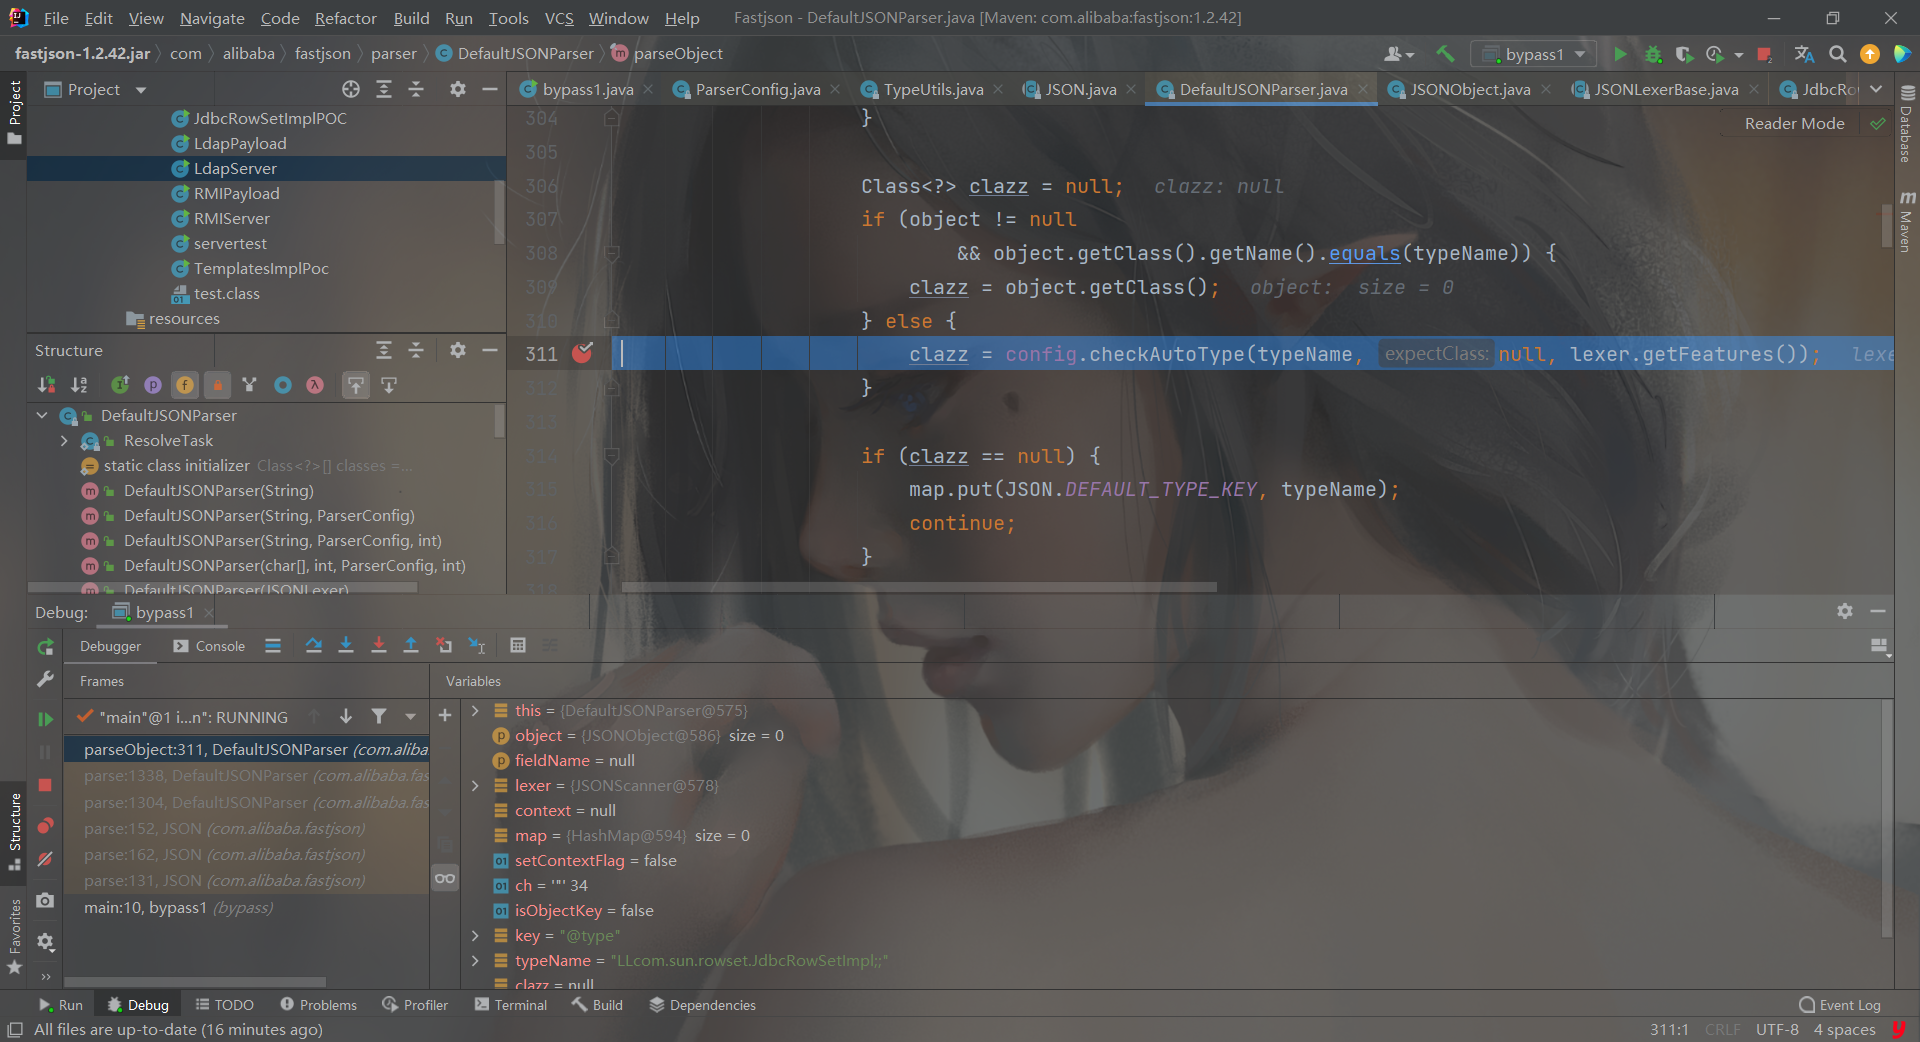 File Edit View Navigate Code Refactor Build Run Tools VCS Window Help Fastjson - DefaultJSONParser.java [Maven: com.alibaba:fastjson:1.2.42]
fastjson-1.2.42.jar com alibaba fastjson parser DefaultJSONParser parseObject bypass1
Project
bypass1.java ParserConfig.java TypeUtils.java JSON.java DefaultJSONParser.java JSONObject.java JSONLexerBase.java JdbcRo
Reader Mode
JdbcRowSetImplPOC
LdapPayload
LdapServer
RMIPayload
RMIServer
servertest
TemplatesImplPoc
test.class
resources
304 }
305
306 Class<?> clazz = null; clazz: null
307 if (object != null
308 && object.getClass().getName().equals(typeName)) {
309 clazz = object.getClass(); object: size = 0
310 } else {
311 clazz = config.checkAutoType(typeName, expectClass: null, lexer.getFeatures()); lexe
312 }
313
314 if (clazz == null) {
315 map.put(JSON.DEFAULT_TYPE_KEY, typeName);
316 continue;
317 }
318
Structure
DefaultJSONParser
ResolveTask
static class initializer Class<?>[] classes =...
DefaultJSONParser(String)
DefaultJSONParser(String, ParserConfig)
DefaultJSONParser(String, ParserConfig, int)
DefaultJSONParser(char[], int, ParserConfig, int)
DefaultJSONParser(JSONLexer)
Project
Structure
Favorites
Database
Maven
Debug: bypass1
Debugger Console
Frames
"main"@1 i...n": RUNNING
parseObject:311, DefaultJSONParser (com.aliba
parse:1338, DefaultJSONParser (com.alibaba.fas
parse:1304, DefaultJSONParser (com.alibaba.fas
parse:152, JSON (com.alibaba.fastjson)
parse:162, JSON (com.alibaba.fastjson)
parse:131, JSON (com.alibaba.fastjson)
main:10, bypass1 (bypass)
Variables
this = {DefaultJSONParser@575}
object = {JSONObject@586} size = 0
fieldName = null
lexer = {JSONScanner@578}
context = null
map = {HashMap@594} size = 0
setContextFlag = false
ch = '"' 34
isObjectKey = false
key = "@type"
typeName = "LLcom.sun.rowset.JdbcRowSetImpl;;"
clazz = null
Run Debug TODO Problems Profiler Terminal Build Dependencies Event Log
All files are up-to-date (16 minutes ago) 311:1 CRLF UTF-8 4 spaces